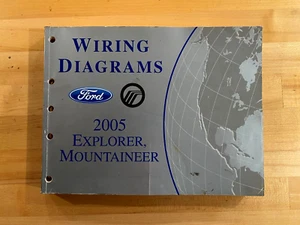 WIRING
DIAGRAMS
Ford
2005
EXPLORER,
MOUNTAINEER